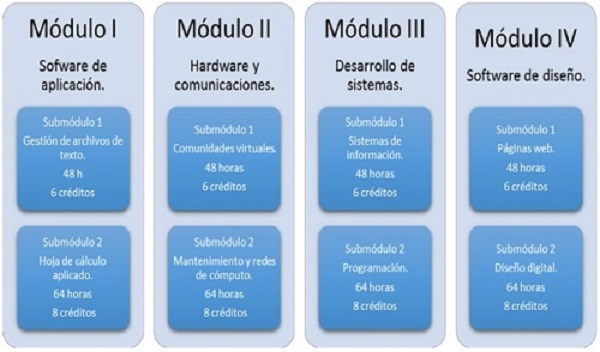 Módulo I
Sofware de
aplicación.
Submódulo 1
Gestión de archivos de
texto.
48 h
6 créditos
Submódulo 2
Hoja de cálculo
aplicado.
64 horas
8 créditos
Módulo II
Hardware y
comunicaciones.
Submódulo 1
Comunidades virtuales.
48 horas
6 créditos
Submódulo 2
Mantenimiento y redes
de cómputo.
64 horas
8 créditos
Módulo III
Desarrollo de
sistemas.
Submódulo 1
Sistemas de
información.
48 horas
6 créditos
Submódulo 2
Programación.
64 horas
8 créditos
Módulo IV
Software de diseño.
Submódulo 1
Páginas web.
48 horas
6 créditos
Submódulo 2
Diseño digital.
64 horas
8 créditos